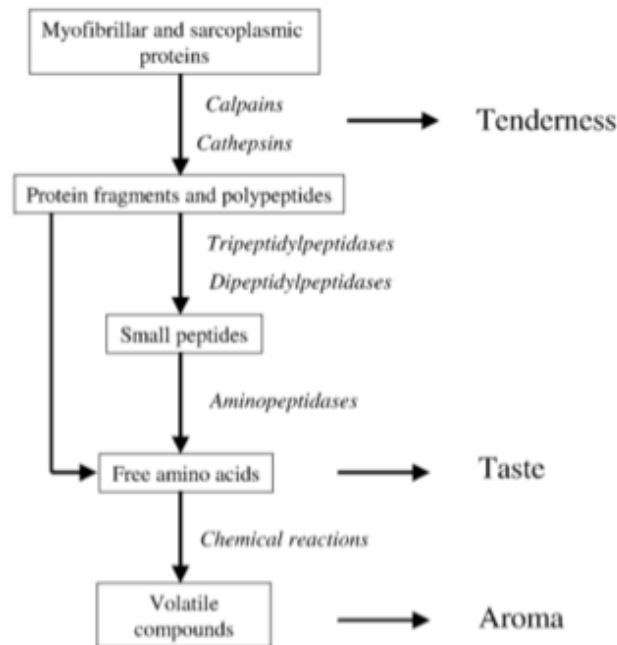 Myofibrillar and sarcoplasmic
proteins
Calpains
Cathepsins
Tenderness
Protein fragments and polypeptides
Tripeptidylpeptidases
Dipeptidylpeptidases
Small peptides
Aminopeptidases
Free amino acids
Taste
Chemical reactions
Volatile
compounds
Aroma